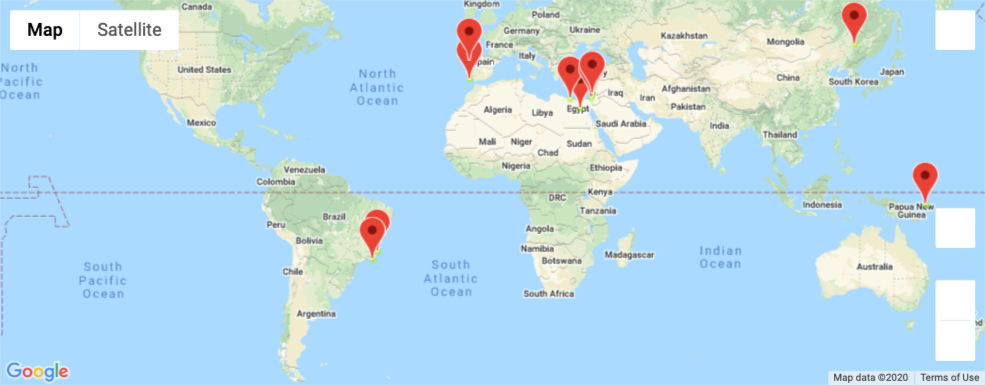 Map
Satellite
Canada
Kingdom
Poland
Germany
Ukraine
France
Italy
Kazakhstan
Mongolia
North
Pacific
Ocean
United States
North
Atlantic
Ocean
China
Japan
South Korea
Iraq
Iran
Afghanistan
Pakistan
Algeria
Libya
Egypt
Saudi Arabia
India
Thailand
Mexico
Mali
Niger
Chad
Sudan
Nigeria
Ethiopia
Venezuela
Colombia
DRC
Kenya
Tanzania
Indonesia
Papua New
Guinea
Brazil
Peru
Bolivia
Angola
Namibia
Botswana
Madagascar
South
Pacific
Ocean
Chile
South
Atlantic
Ocean
Indian
Ocean
Australia
South Africa
Argentina
Google
Map data ©2020
Terms of Use